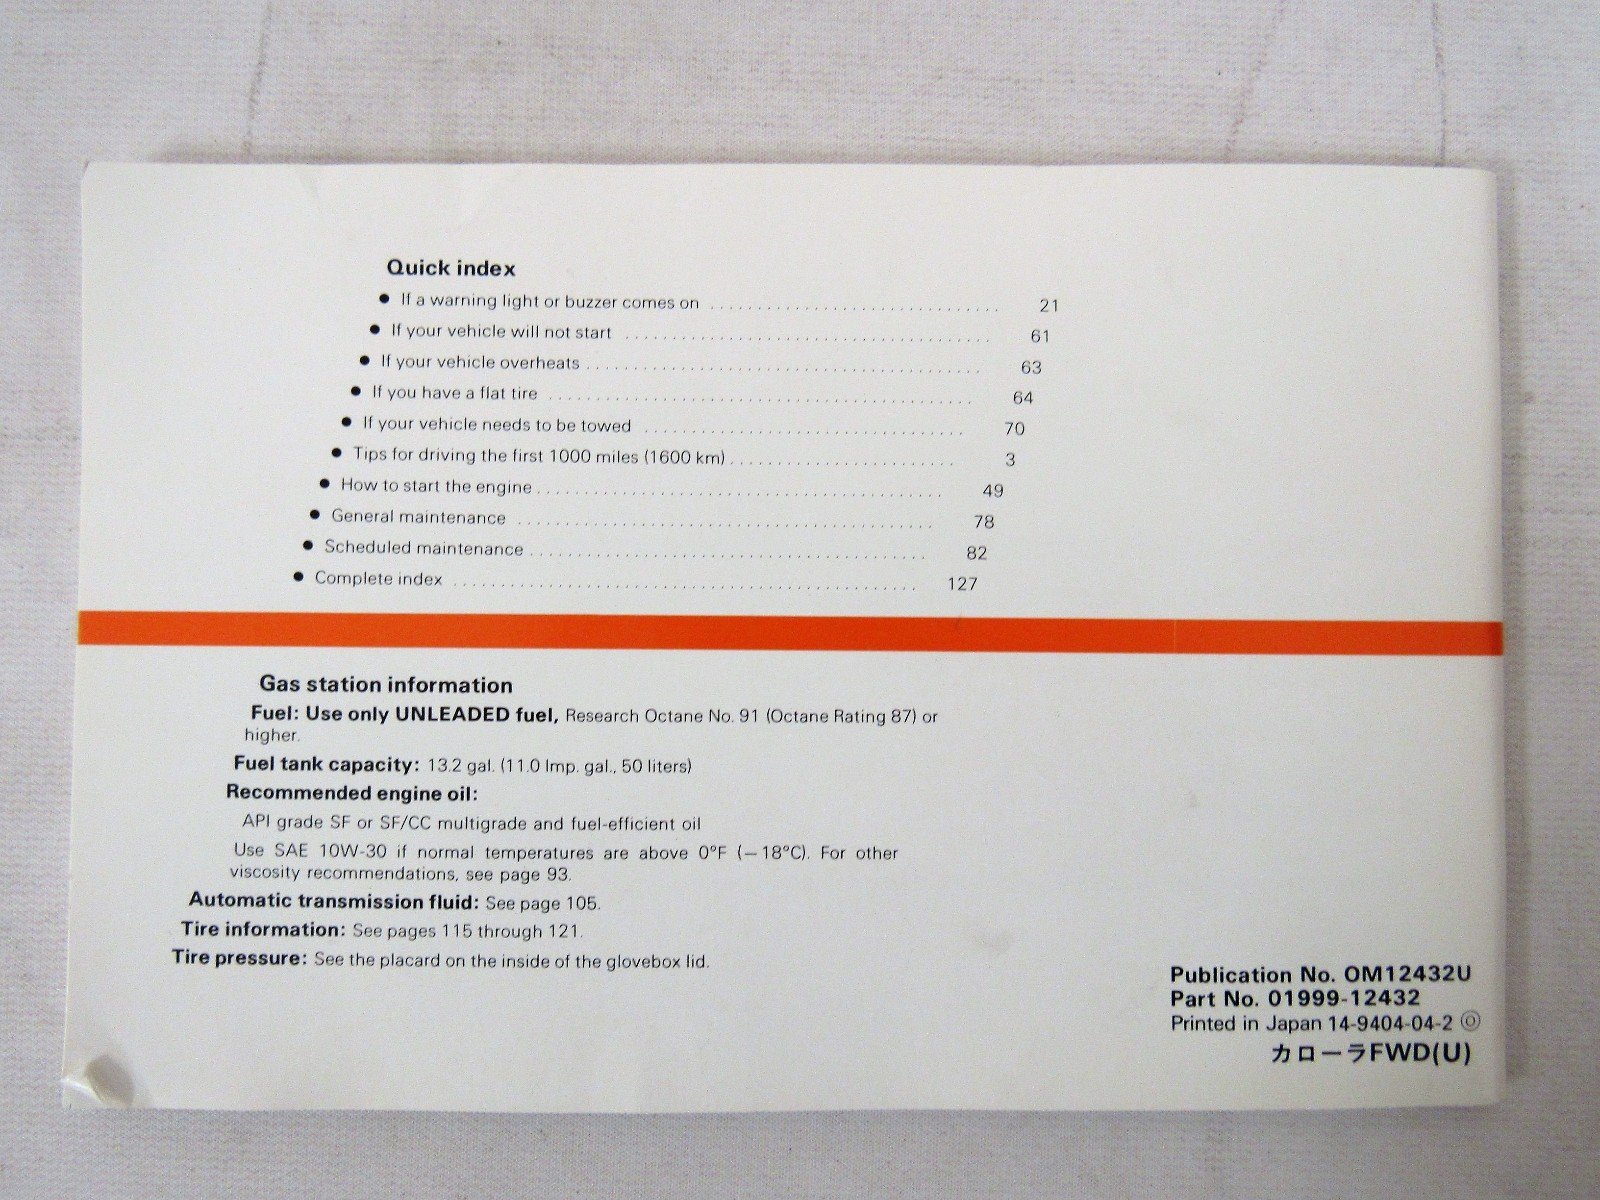 Quick index
● If a warning light or buzzer comes on .............................. 21
● If your vehicle will not start ...................................... 61
● If your vehicle overheats ......................................... 63
● If you have a flat tire ............................................ 64
● If your vehicle needs to be towed .................................. 70
● Tips for driving the first 1000 miles (1600 km) ........................ 3
● How to start the engine ........................................... 49
● General maintenance ............................................ 78
● Scheduled maintenance .......................................... 82
● Complete index ................................................. 127
Gas station information
Fuel: Use only UNLEADED fuel, Research Octane No. 91 (Octane Rating 87) or
higher.
Fuel tank capacity: 13.2 gal. (11.0 Imp. gal., 50 liters)
Recommended engine oil:
API grade SF or SF/CC multigrade and fuel-efficient oil
Use SAE 10W-30 if normal temperatures are above 0°F (–18°C). For other
viscosity recommendations, see page 93.
Automatic transmission fluid: See page 105.
Tire information: See pages 115 through 121.
Tire pressure: See the placard on the inside of the glovebox lid.
Publication No. OM12432U
Part No. 01999-12432
Printed in Japan 14-9404-04-2 ◎
カローラFWD(U)